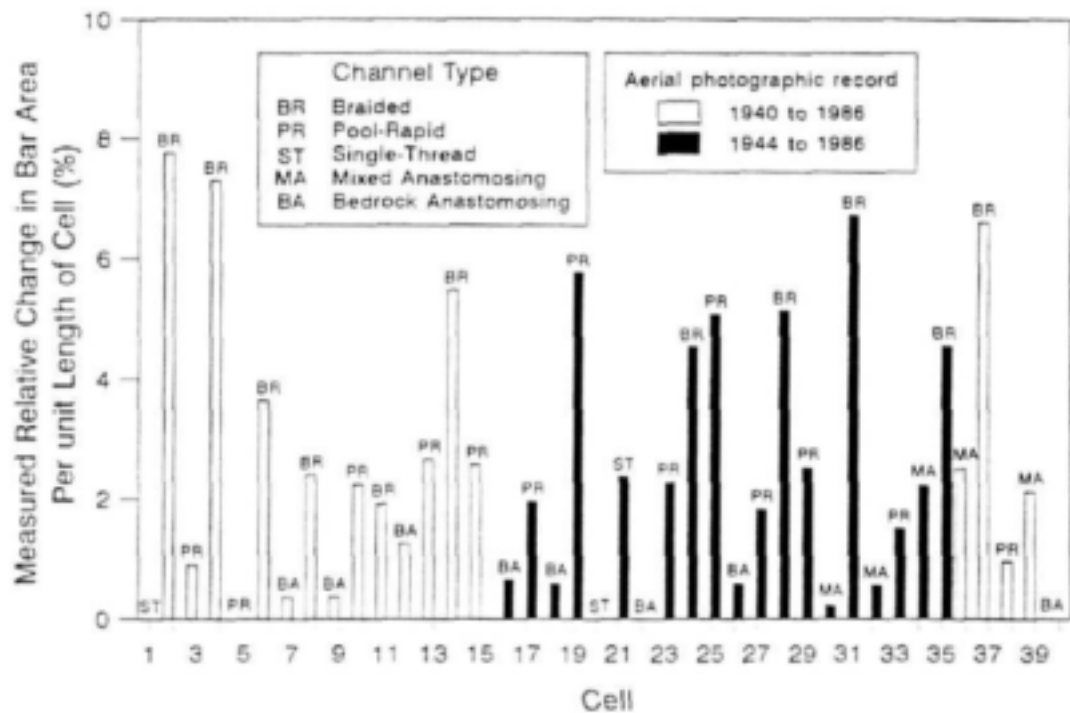 Measured Relative Change in Bar Area
Per unit Length of Cell (%)
10
8
6
4
2
0
Channel Type
BR Braided
PR Pool-Rapid
ST Single-Thread
MA Mixed Anastomosing
BA Bedrock Anastomosing
Aerial photographic record
1940 to 1986
1944 to 1986
ST BR PR BR PR BR BA BR BA PR BR BA PR BR PR BA PR BA PR ST ST BA PR BR PR BA PR BR PR MA BR MA PR MA BR MA BR PR MA BA
1 3 5 7 9 11 13 15 17 19 21 23 25 27 29 31 33 35 37 39
Cell